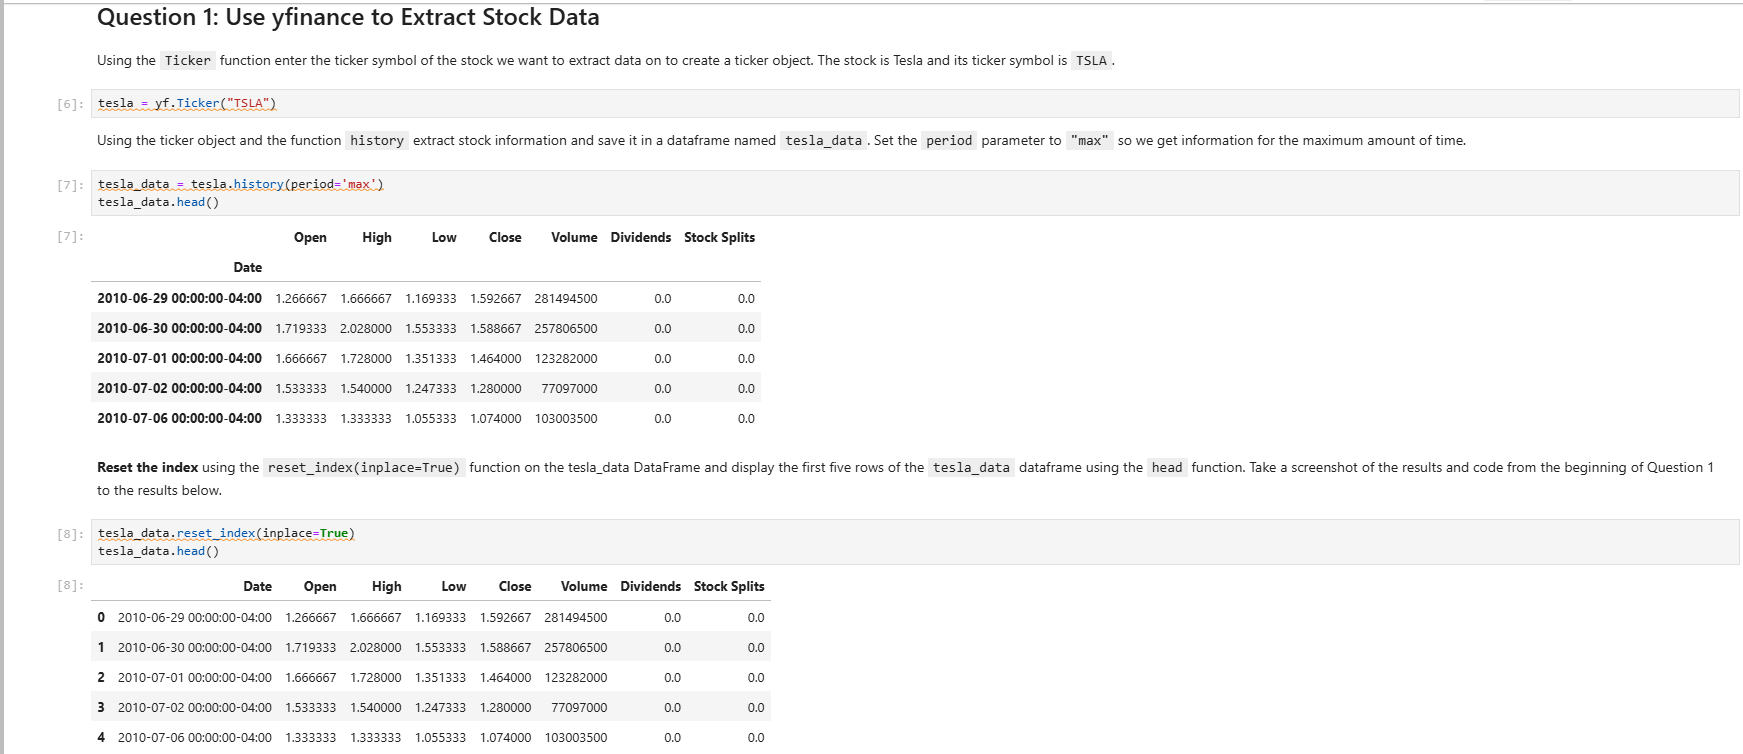 Question 1: Use yfinance to Extract Stock Data
Using the Ticker function enter the ticker symbol of the stock we want to extract data on to create a ticker object. The stock is Tesla and its ticker symbol is TSLA .
[6]: tesla = yf.Ticker("TSLA")
Using the ticker object and the function history extract stock information and save it in a dataframe named tesla_data . Set the period parameter to "max" so we get information for the maximum amount of time.
[7]: tesla_data = tesla.history(period='max')
tesla_data.head()
[7]: Open High Low Close Volume Dividends Stock Splits
Date
2010-06-29 00:00:00-04:00 1.266667 1.666667 1.169333 1.592667 281494500 0.0 0.0
2010-06-30 00:00:00-04:00 1.719333 2.028000 1.553333 1.588667 257806500 0.0 0.0
2010-07-01 00:00:00-04:00 1.666667 1.728000 1.351333 1.464000 123282000 0.0 0.0
2010-07-02 00:00:00-04:00 1.533333 1.540000 1.247333 1.280000 77097000 0.0 0.0
2010-07-06 00:00:00-04:00 1.333333 1.333333 1.055333 1.074000 103003500 0.0 0.0
Reset the index using the reset_index(inplace=True) function on the tesla_data DataFrame and display the first five rows of the tesla_data dataframe using the head function. Take a screenshot of the results and code from the beginning of Question 1
to the results below.
[8]: tesla_data.reset_index(inplace=True)
tesla_data.head()
[8]: Date Open High Low Close Volume Dividends Stock Splits
0 2010-06-29 00:00:00-04:00 1.266667 1.666667 1.169333 1.592667 281494500 0.0 0.0
1 2010-06-30 00:00:00-04:00 1.719333 2.028000 1.553333 1.588667 257806500 0.0 0.0
2 2010-07-01 00:00:00-04:00 1.666667 1.728000 1.351333 1.464000 123282000 0.0 0.0
3 2010-07-02 00:00:00-04:00 1.533333 1.540000 1.247333 1.280000 77097000 0.0 0.0
4 2010-07-06 00:00:00-04:00 1.333333 1.333333 1.055333 1.074000 103003500 0.0 0.0